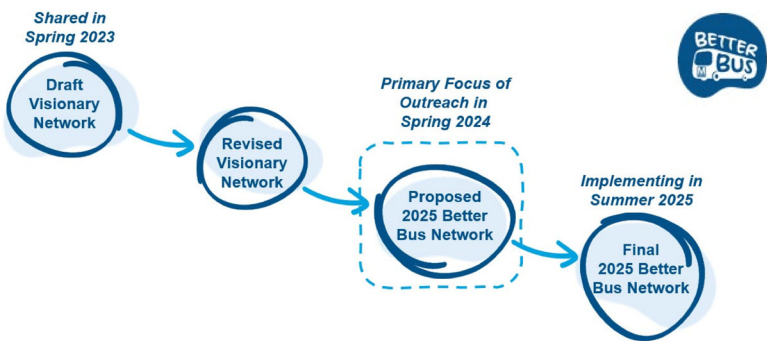 Shared in
Spring 2023
Draft
Visionary
Network
Revised
Visionary
Network
Primary Focus of
Outreach in
Spring 2024
Proposed
2025 Better
Bus Network
Implementing in
Summer 2025
Final
2025 Better
Bus Network
BETTER
BUS
M